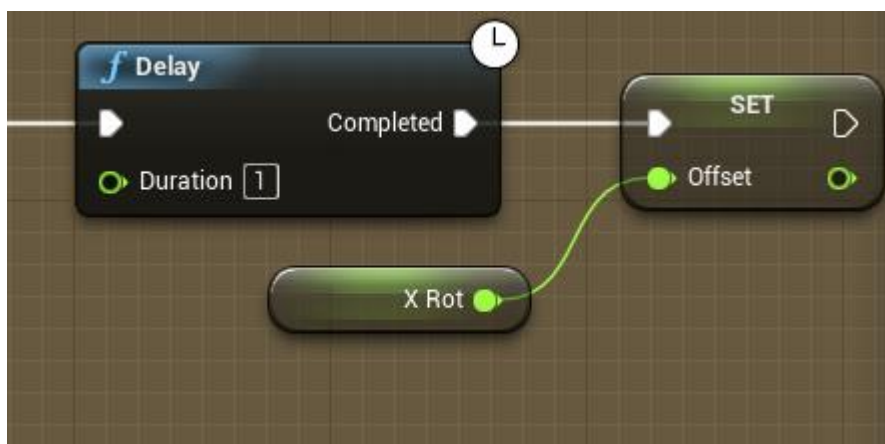 Delay
SET
Completed
Duration 1
Offset
X Rot